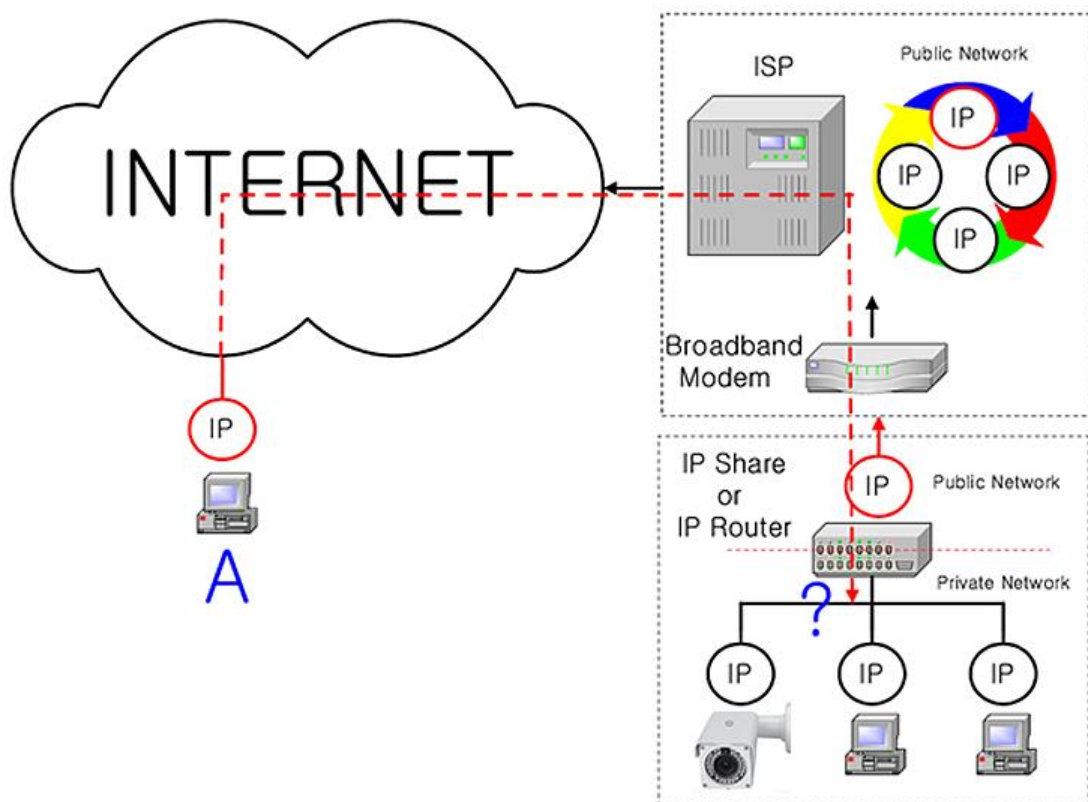 ISP
Public Network
IP
IP
IP
IP
INTERNET
Broadband
Modem
IP
A
IP Share
or
IP Router
IP
Public Network
Private Network
?
IP
IP
IP